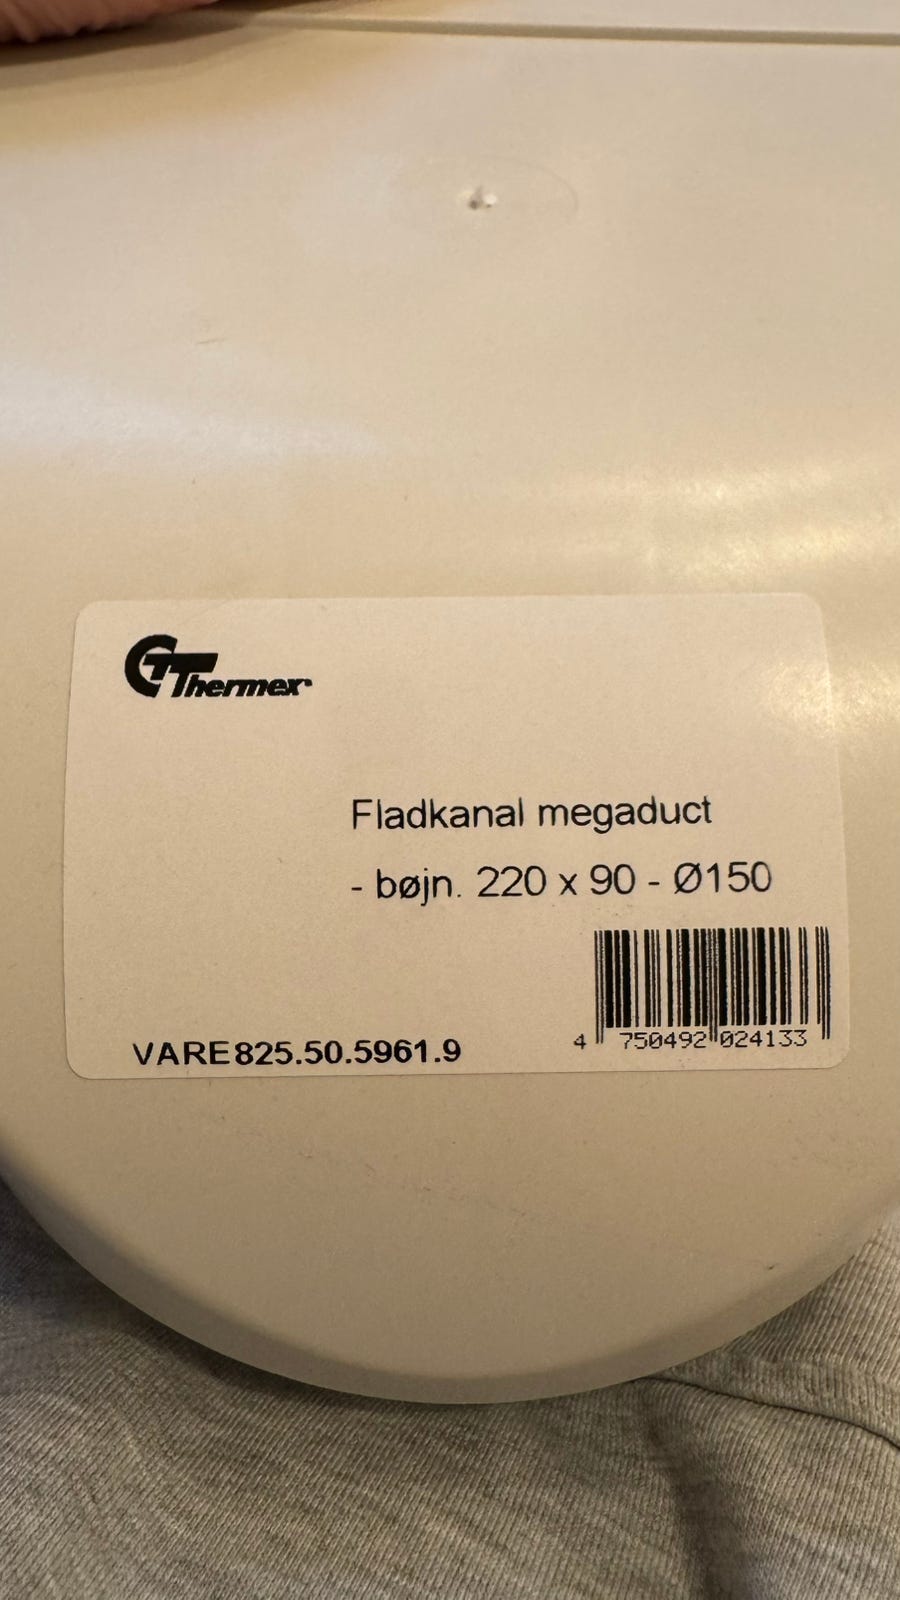 Thermex
Fladkanal megaduct
- bøjn. 220 x 90 - Ø150
VARE825.50.5961.9
4 750492 024133